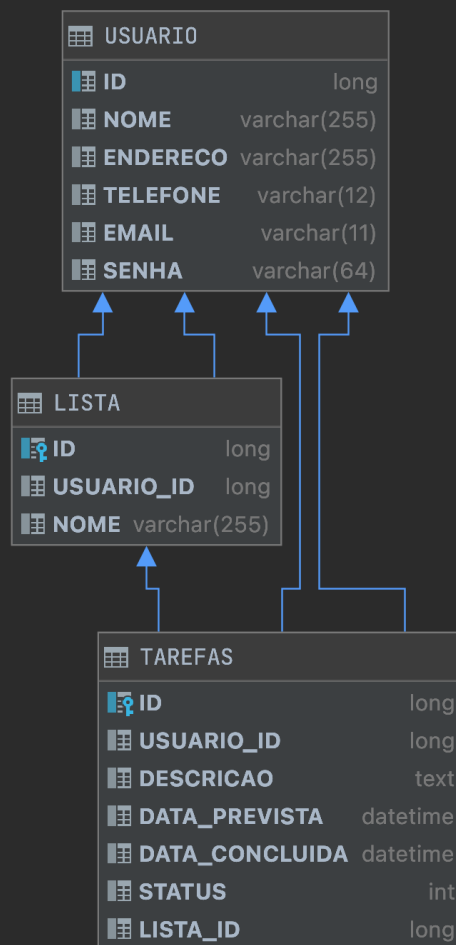 USUARIO
ID long
NOME varchar(255)
ENDERECO varchar(255)
TELEFONE varchar(12)
EMAIL varchar(11)
SENHA varchar(64)
LISTA
ID long
USUARIO_ID long
NOME varchar(255)
TAREFAS
ID long
USUARIO_ID long
DESCRICAO text
DATA_PREVISTA datetime
DATA_CONCLUIDA datetime
STATUS int
LISTA_ID long